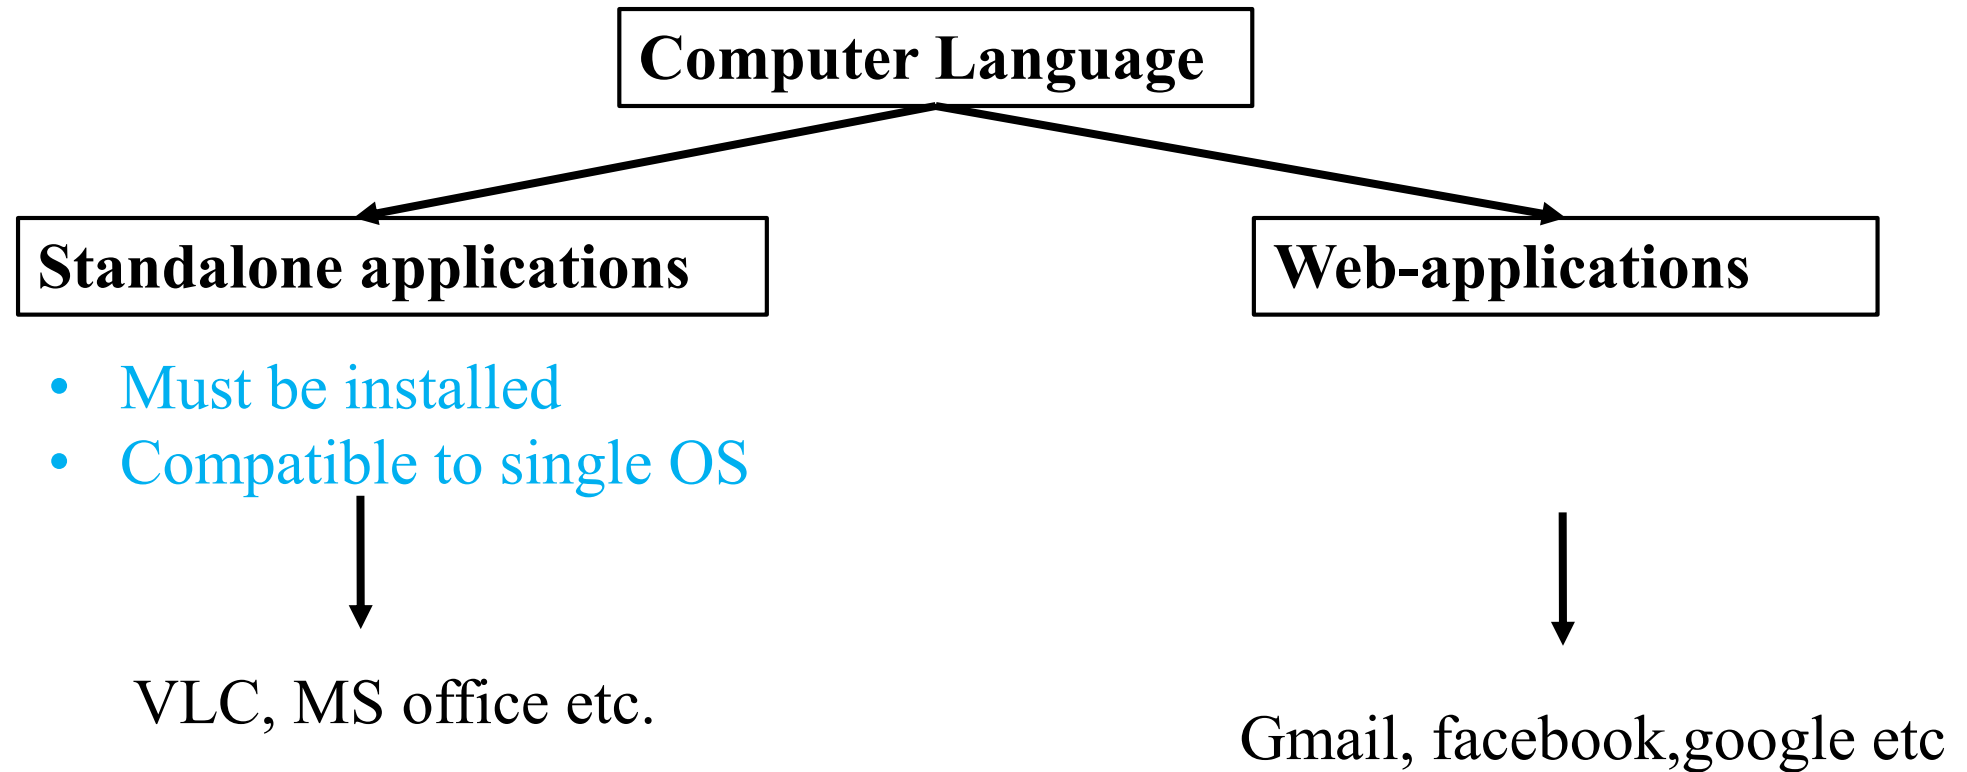 Computer Language
Standalone applications
Web-applications
• Must be installed
• Compatible to single OS
VLC, MS office etc.
Gmail, facebook,google etc